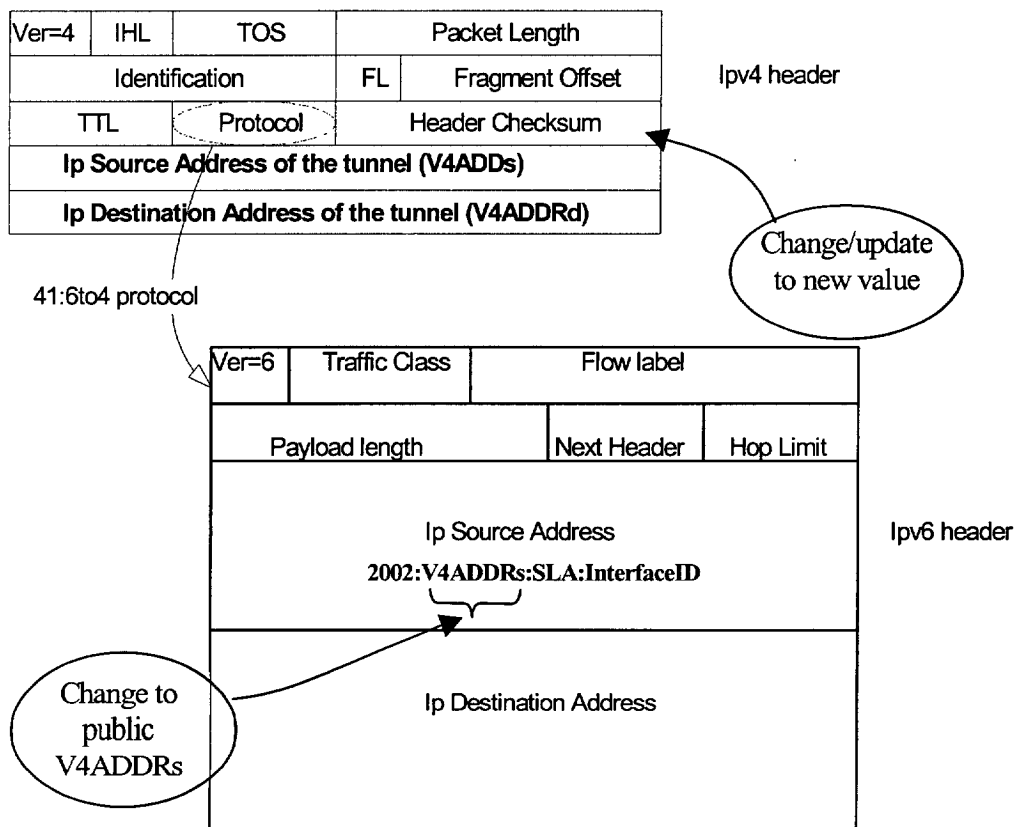 Ver=4 IHL TOS Packet Length
Identification FL Fragment Offset
Ipv4 header
TTL Protocol Header Checksum
Ip Source Address of the tunnel (V4ADDs)
Ip Destination Address of the tunnel (V4ADDRd)
Change/update
to new value
41:6to4 protocol
Ver=6 Traffic Class Flow label
Payload length Next Header Hop Limit
Ip Source Address
Ipv6 header
2002:V4ADDRs:SLA:InterfaceID
Change to
public
V4ADDRs
Ip Destination Address